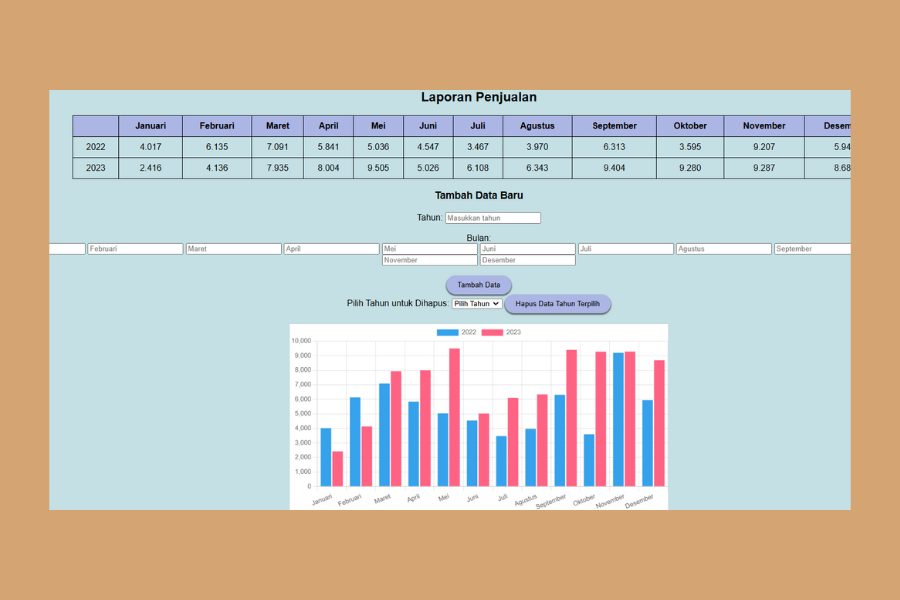 Laporan Penjualan
Januari Februari Maret April Mei Juni Juli Agustus September Oktober November Desem
2022 4.017 6.135 7.091 5.841 5.036 4.547 3.467 3.970 6.313 3.595 9.207 5.94
2023 2.416 4.136 7.935 8.004 9.505 5.026 6.108 6.343 9.404 9.280 9.287 8.68
Tambah Data Baru
Tahun: Masukkan tahun
Bulan:
Februari Maret April Mei Juni Juli Agustus September
November Desember
Tambah Data
Pilih Tahun untuk Dihapus: Pilih Tahun Hapus Data Tahun Terpilih
2022 2023
10,000
9,000
8,000
7,000
6,000
5,000
4,000
3,000
2,000
1,000
0
Januari Februari Maret April Mei Juni Juli Agustus September Oktober November Desember